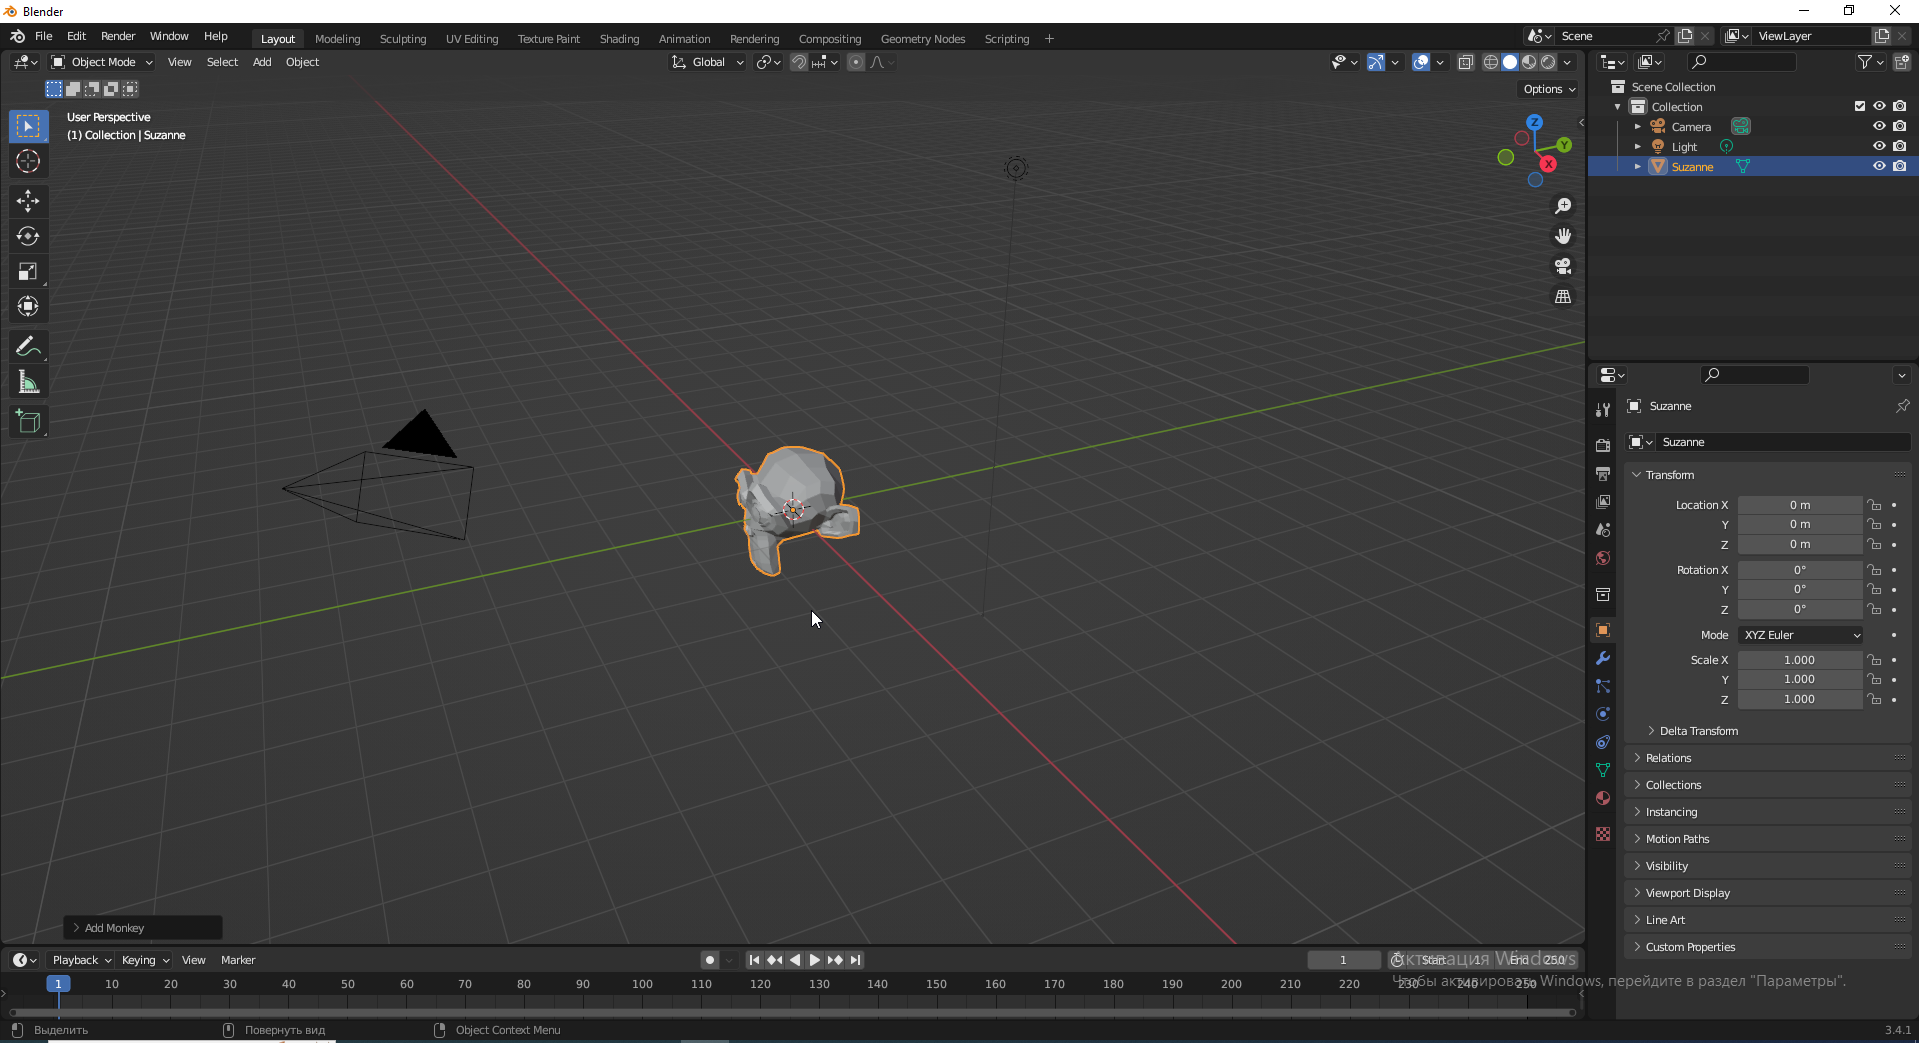 Blender
File Edit Render Window Help Layout Modeling Sculpting UV Editing Texture Paint Shading Animation Rendering Compositing Geometry Nodes Scripting + Scene ViewLayer
Object Mode View Select Add Object Global
Options
User Perspective
(1) Collection | Suzanne
Z
Y
X
Add Monkey
Scene Collection
Collection
Camera
Light
Suzanne
Suzanne
Suzanne
Transform
Location X 0 m
Y 0 m
Z 0 m
Rotation X 0°
Y 0°
Z 0°
Mode XYZ Euler
Scale X 1.000
Y 1.000
Z 1.000
Delta Transform
Relations
Collections
Instancing
Motion Paths
Visibility
Viewport Display
Line Art
Custom Properties
Playback Keying View Marker 1 Start 1 End 250
Активация Windows
Чтобы активировать Windows, перейдите в раздел "Параметры".
1 10 20 30 40 50 60 70 80 90 100 110 120 130 140 150 160 170 180 190 200 210 220 230 240 250
Выделить Повернуть вид Object Context Menu 3.4.1